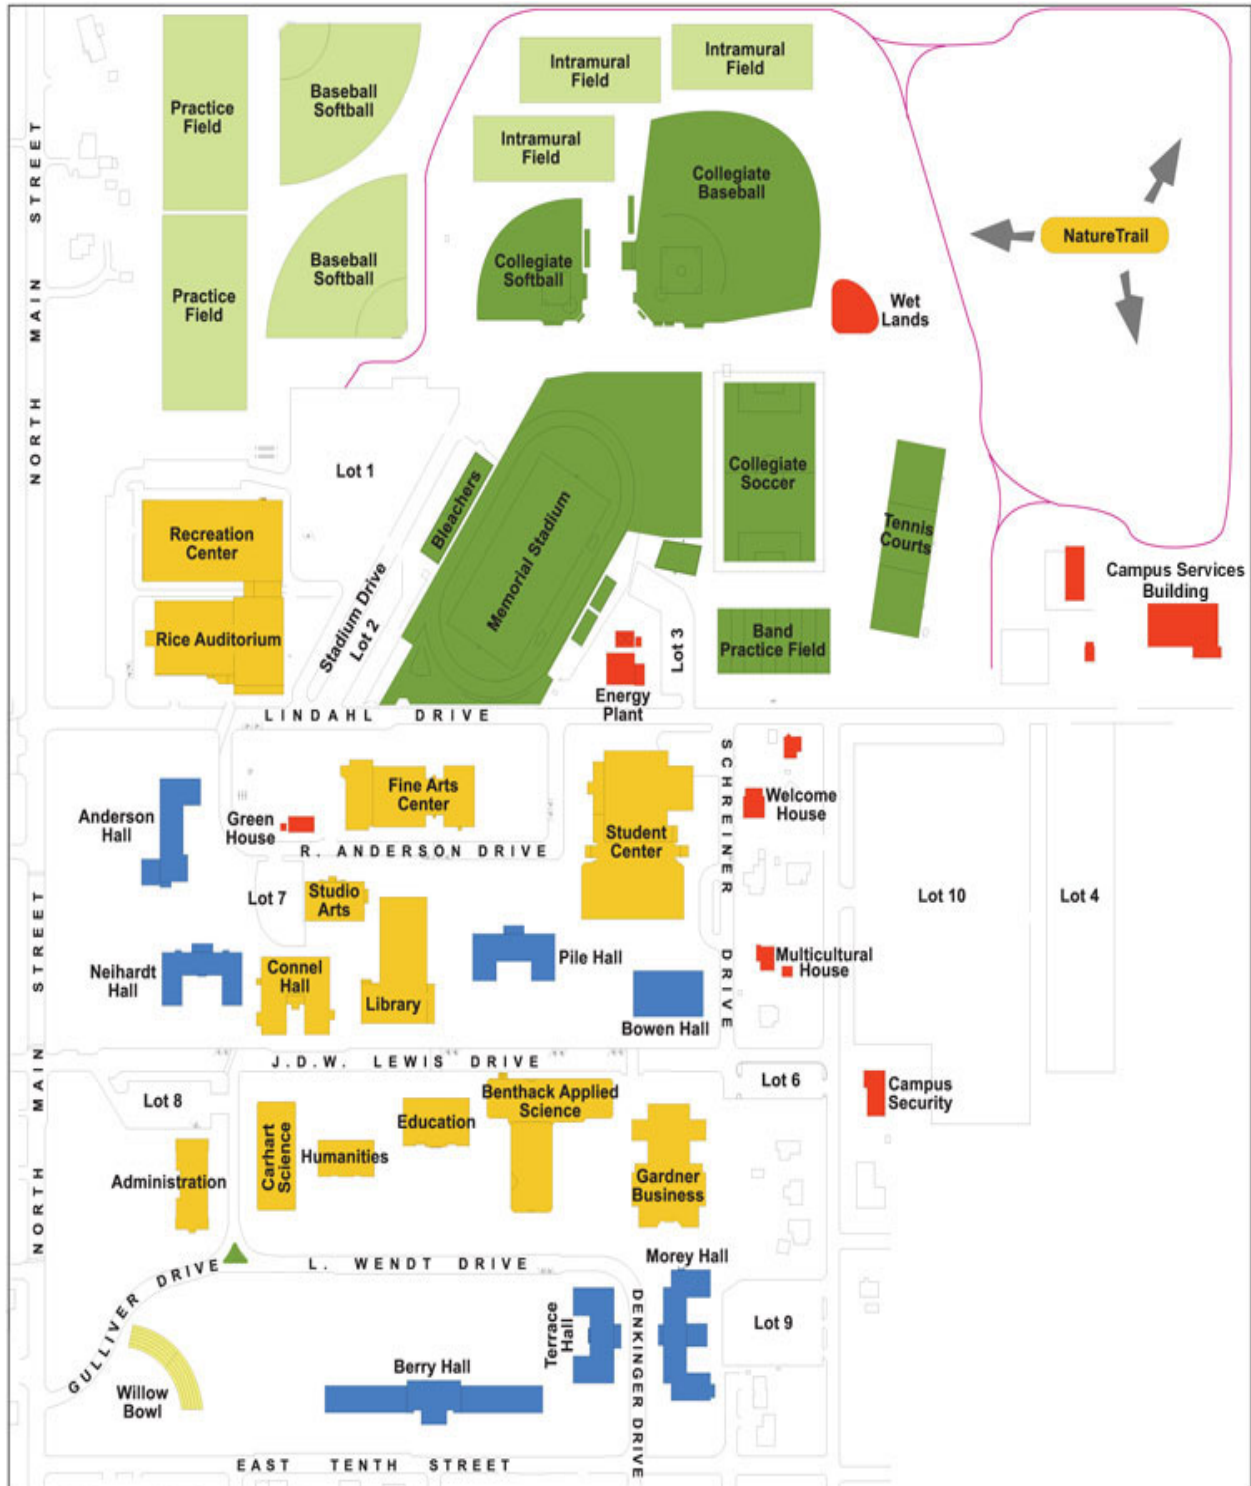 Intramural
Field
Intramural
Field
Practice
Field
Baseball
Softball
Intramural
Field
Collegiate
Baseball
NORTH MAIN STREET
NatureTrail
Baseball
Softball
Collegiate
Softball
Practice
Field
Wet
Lands
Lot 1
Bleachers
Collegiate
Soccer
Memorial Stadium
Tennis
Courts
Recreation
Center
Campus Services
Building
Stadium Drive
Lot 2
Rice Auditorium
Lot 3
Band
Practice Field
Energy
Plant
LINDAHL DRIVE
SCHREINER DRIVE
Fine Arts
Center
Welcome
House
Anderson
Hall
Green
House
Student
Center
R. ANDERSON DRIVE
Lot 7
Studio
Arts
Lot 10
Lot 4
NORTH MAIN STREET
Neihardt
Hall
Connel
Hall
Pile Hall
Multicultural
House
Library
Bowen Hall
J.D.W. LEWIS DRIVE
Lot 6
Lot 8
Benthack Applied
Science
Campus
Security
Education
Carhart
Science
Humanities
Administration
Gardner
Business
Morey Hall
L. WENDT DRIVE
GULLIVER DRIVE
DENKINGER DRIVE
Terrace
Hall
Lot 9
Berry Hall
Willow
Bowl
EAST TENTH STREET